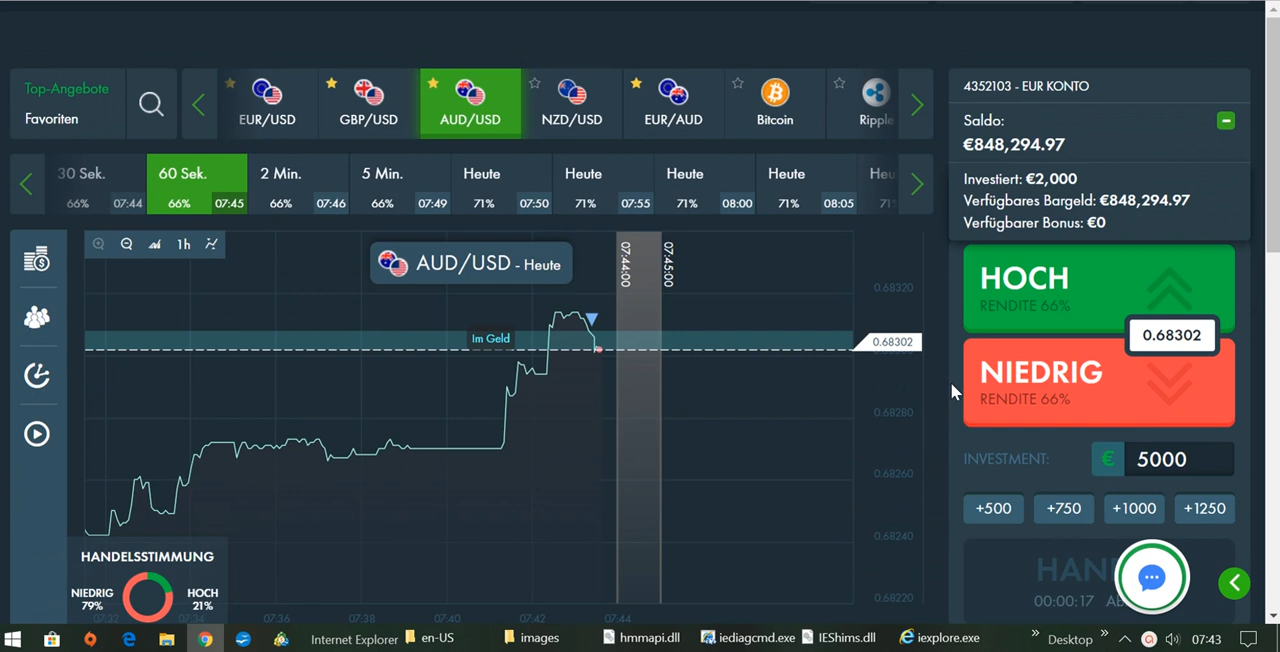 Top-Angebote
Favoriten
EUR/USD
GBP/USD
AUD/USD
NZD/USD
EUR/AUD
Bitcoin
Ripple
30 Sek.
66% 07:44
60 Sek.
66% 07:45
2 Min.
66% 07:46
5 Min.
66% 07:49
Heute
71% 07:50
Heute
71% 07:55
Heute
71% 08:00
Heute
71% 08:05
Heu
71%
4352103 - EUR KONTO
Saldo:
€848,294.97
Investiert: €2,000
Verfügbares Bargeld: €848,294.97
Verfügbarer Bonus: €0
1h
AUD/USD - Heute
07:44:00
07:45:00
Im Geld
0.68320
0.68302
0.68280
0.68260
0.68240
0.68220
HANDELSSTIMMUNG
NIEDRIG
79%
HOCH
21%
07:32
07:34
07:36
07:38
07:40
07:42
07:44
HOCH
RENDITE 66%
0.68302
NIEDRIG
RENDITE 66%
INVESTMENT:
€ 5000
+500
+750
+1000
+1250
HAN
00:00:17
Internet Explorer
en-US
images
hmmapi.dll
iediagcmd.exe
IEShims.dll
iexplore.exe
Desktop
07:43